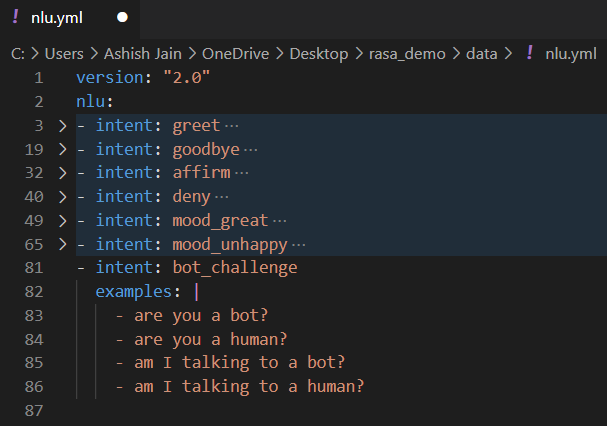 ! nlu.yml ●
C: > Users > Ashish Jain > OneDrive > Desktop > rasa_demo > data > ! nlu.yml
1 version: "2.0"
2 nlu:
3 > - intent: greet ...
19 > - intent: goodbye ...
32 > - intent: affirm ...
40 > - intent: deny ...
49 > - intent: mood_great ...
65 > - intent: mood_unhappy ...
81 - intent: bot_challenge
82 examples: |
83 - are you a bot?
84 - are you a human?
85 - am I talking to a bot?
86 - am I talking to a human?
87